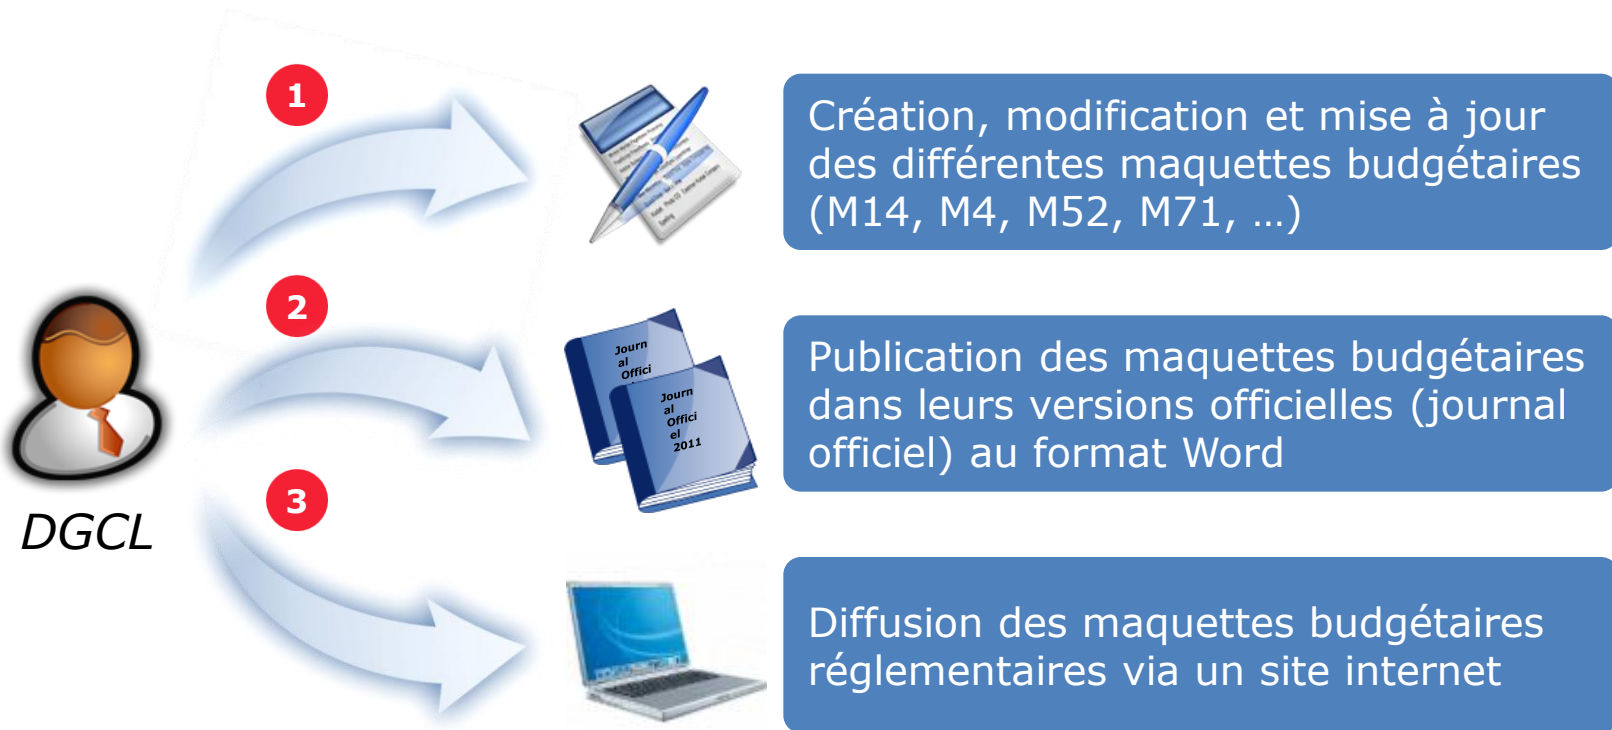 1
Création, modification et mise à jour
des différentes maquettes budgétaires
(M14, M4, M52, M71, …)
2
Journ
al
Offici
Journ
al
Offici
el
2011
Publication des maquettes budgétaires
dans leurs versions officielles (journal
officiel) au format Word
DGCL
3
Diffusion des maquettes budgétaires
réglementaires via un site internet